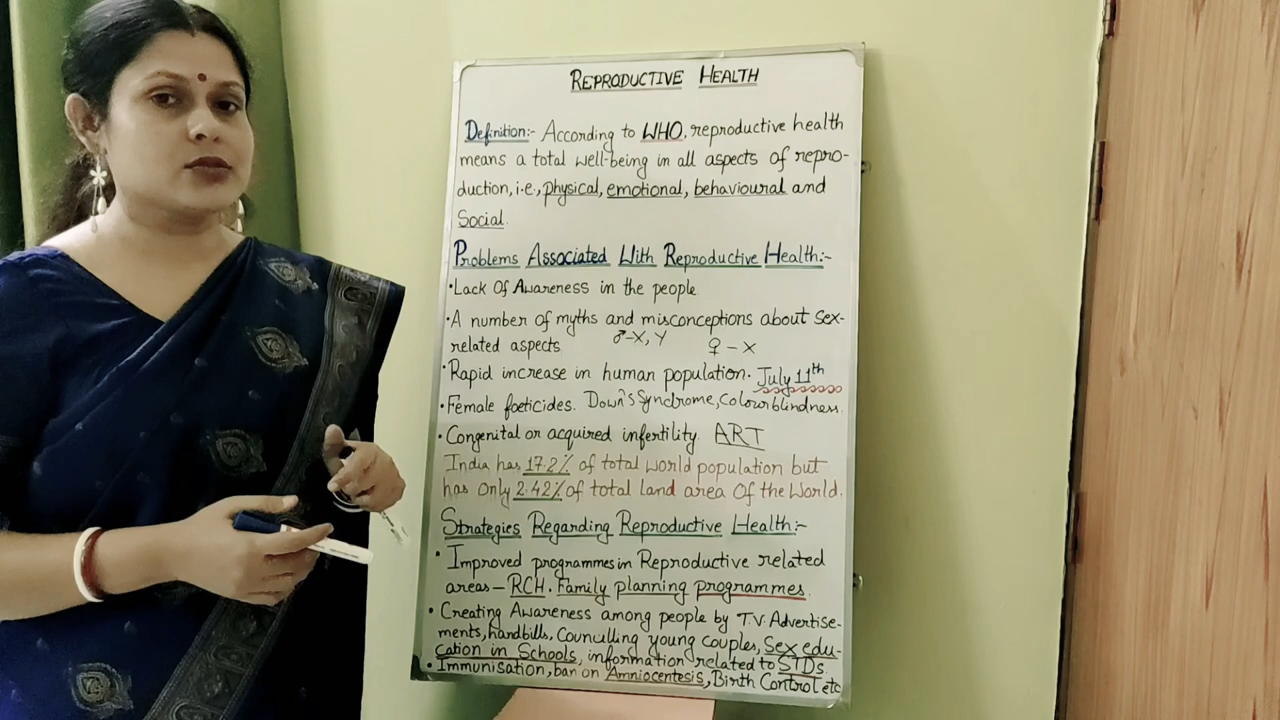 REPRODUCTIVE HEALTH
Definition:- According to WHO, reproductive health
means a total well-being in all aspects of repro-
duction, i.e., physical, emotional, behavioural and
Social.
Problems Associated With Reproductive Health:-
• Lack Of Awareness in the people
• A number of myths and misconceptions about sex-
related aspects ♂-X, Y ♀-X
• Rapid increase in human population. July 11th
• Female foeticides. Down's Syndrome, Colourblindness.
• Congenital or acquired infertility. ART
India has 17.2% of total world population but
has only 2.42% of total land area Of the World.
Strategies Regarding Reproductive Health:-
• Improved programmes in Reproductive related
areas - RCH. Family planning programmes.
• Creating Awareness among people by T.V. Advertise-
ments, handbills, Councilling young couples, Sex edu-
cation in Schools, information related to STDs
• Immunisation, ban on Amniocentesis, Birth Control etc